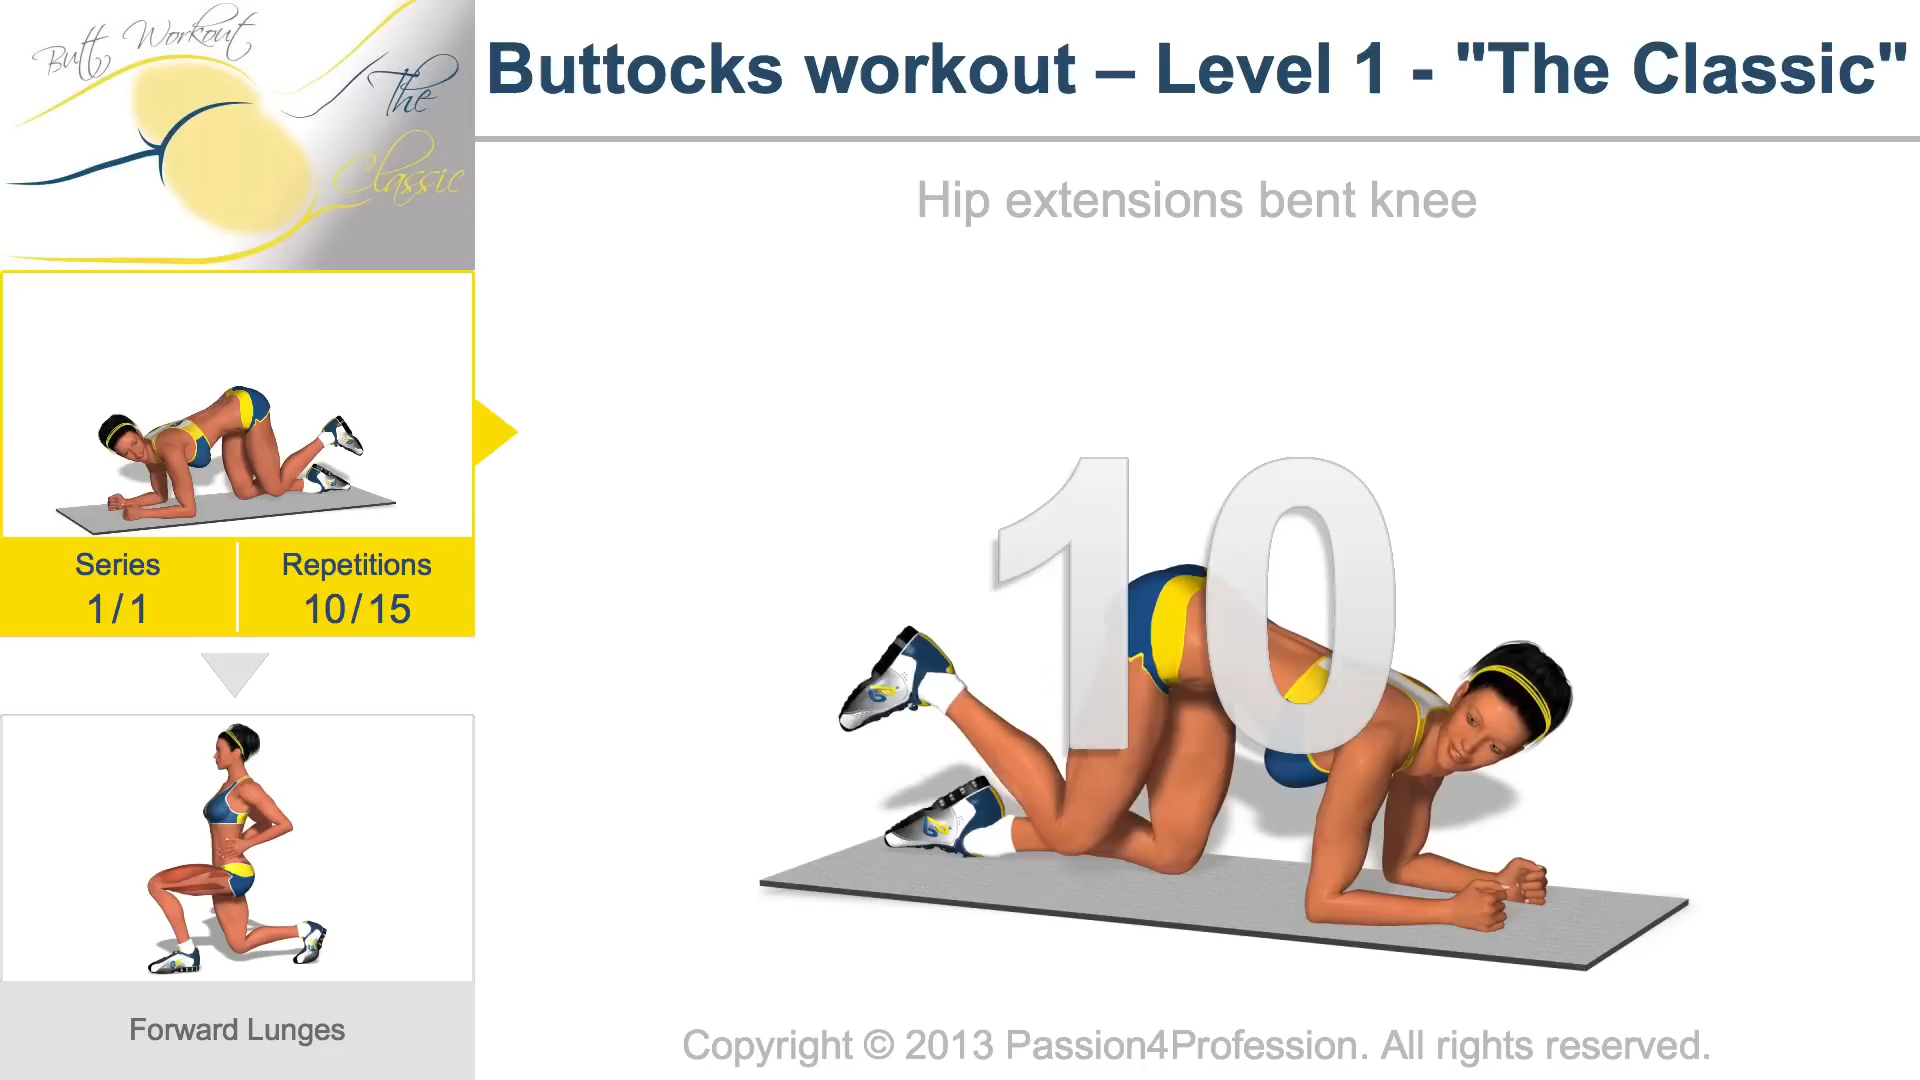 Butt Workout
The
Classic
Buttocks workout – Level 1 - "The Classic"
Hip extensions bent knee
10
Series
1/1
Repetitions
10/15
Forward Lunges
Copyright © 2013 Passion4Profession. All rights reserved.